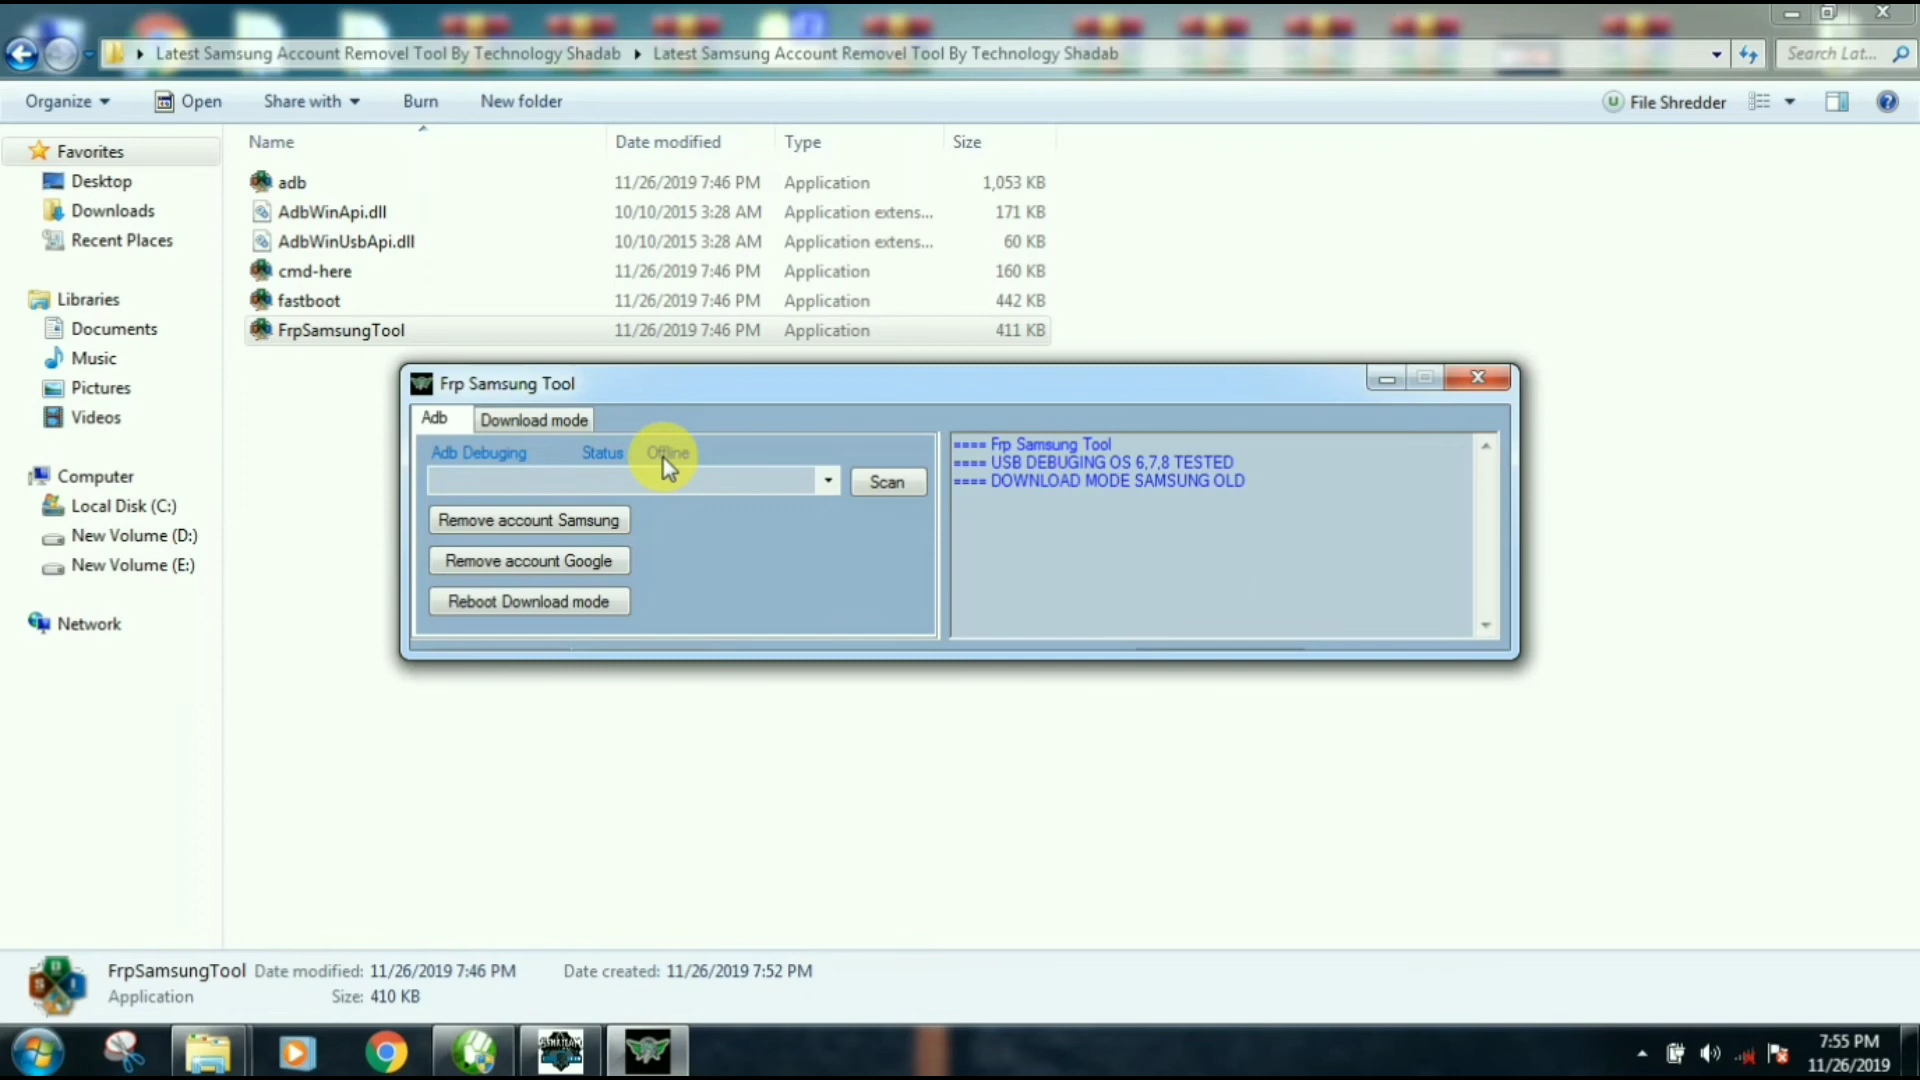 Latest Samsung Account Removel Tool By Technology Shadab Latest Samsung Account Removel Tool By Technology Shadab Search Lat...
Organize Open Share with Burn New folder File Shredder
Name Date modified Type Size
Favorites
Desktop
Downloads
Recent Places
Libraries
Documents
Music
Pictures
Videos
Computer
Local Disk (C:)
New Volume (D:)
New Volume (E:)
Network
adb 11/26/2019 7:46 PM Application 1,053 KB
AdbWinApi.dll 10/10/2015 3:28 AM Application extens... 171 KB
AdbWinUsbApi.dll 10/10/2015 3:28 AM Application extens... 60 KB
cmd-here 11/26/2019 7:46 PM Application 160 KB
fastboot 11/26/2019 7:46 PM Application 442 KB
FrpSamsungTool 11/26/2019 7:46 PM Application 411 KB
Frp Samsung Tool
Adb Download mode
Adb Debuging Status Offline
Scan
Remove account Samsung
Remove account Google
Reboot Download mode
==== Frp Samsung Tool
==== USB DEBUGING OS 6,7,8 TESTED
==== DOWNLOAD MODE SAMSUNG OLD
FrpSamsungTool Date modified: 11/26/2019 7:46 PM Date created: 11/26/2019 7:52 PM
Application Size: 410 KB
7:55 PM
11/26/2019